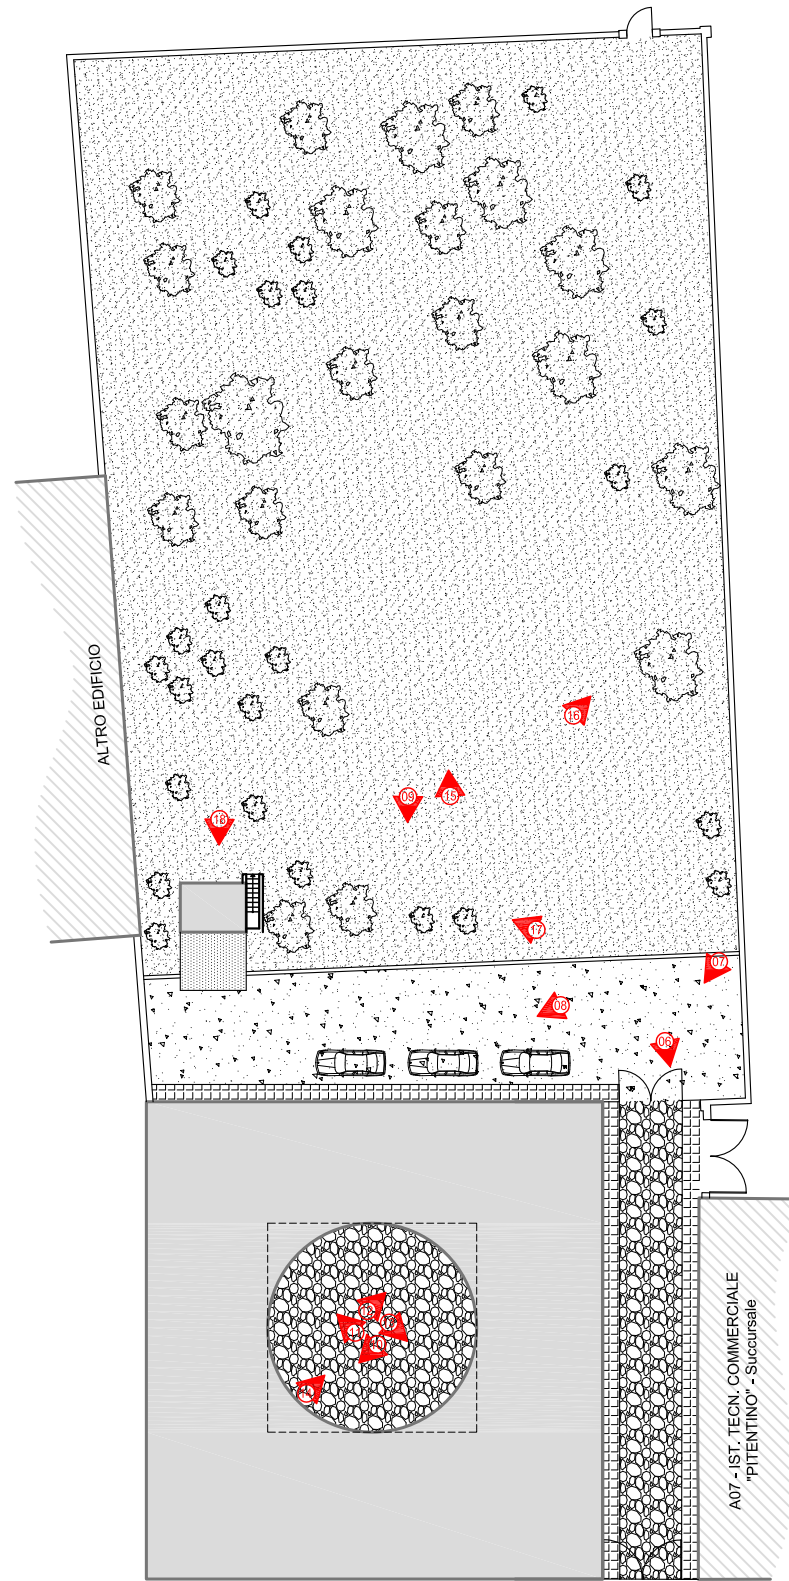 ALTRO EDIFICIO
16
09
15
18
17
07
08
06
A07 - IST. TECN. COMMERCIALE
"PITENTINO" - Succursale